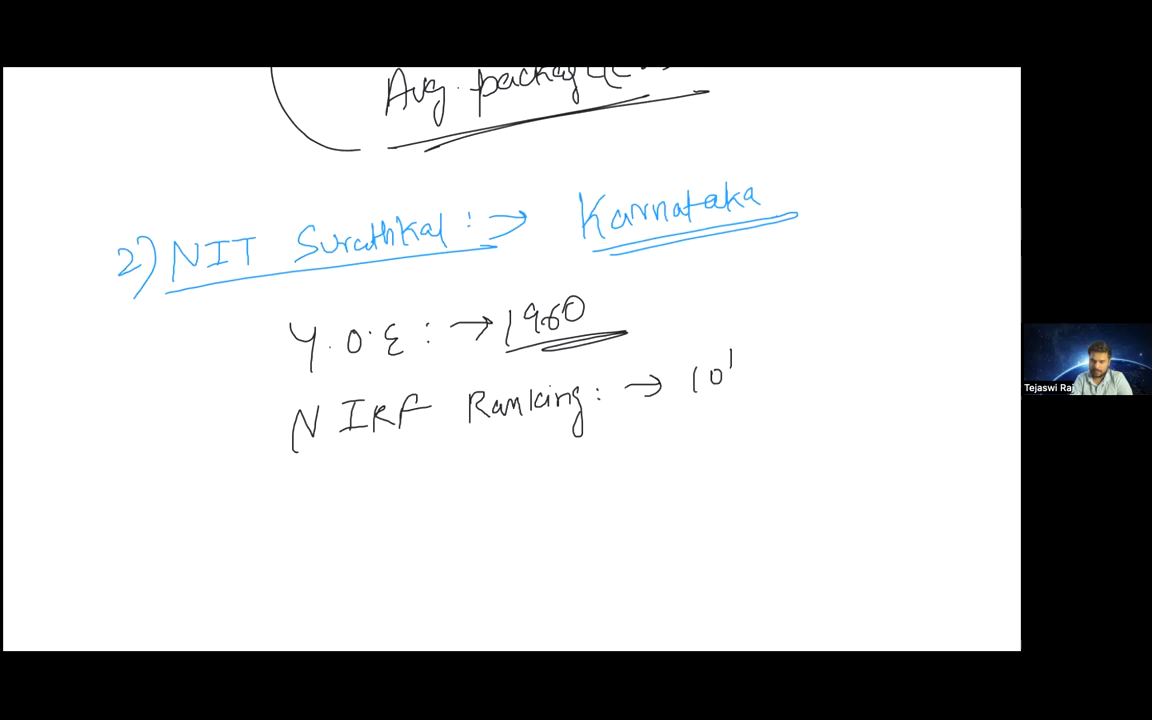 Avg. package
2) NIT Surathkal :→ Karnataka
Y.O.E :→ 1960
NIRF Ranking :→ 10
Tejaswi Raj